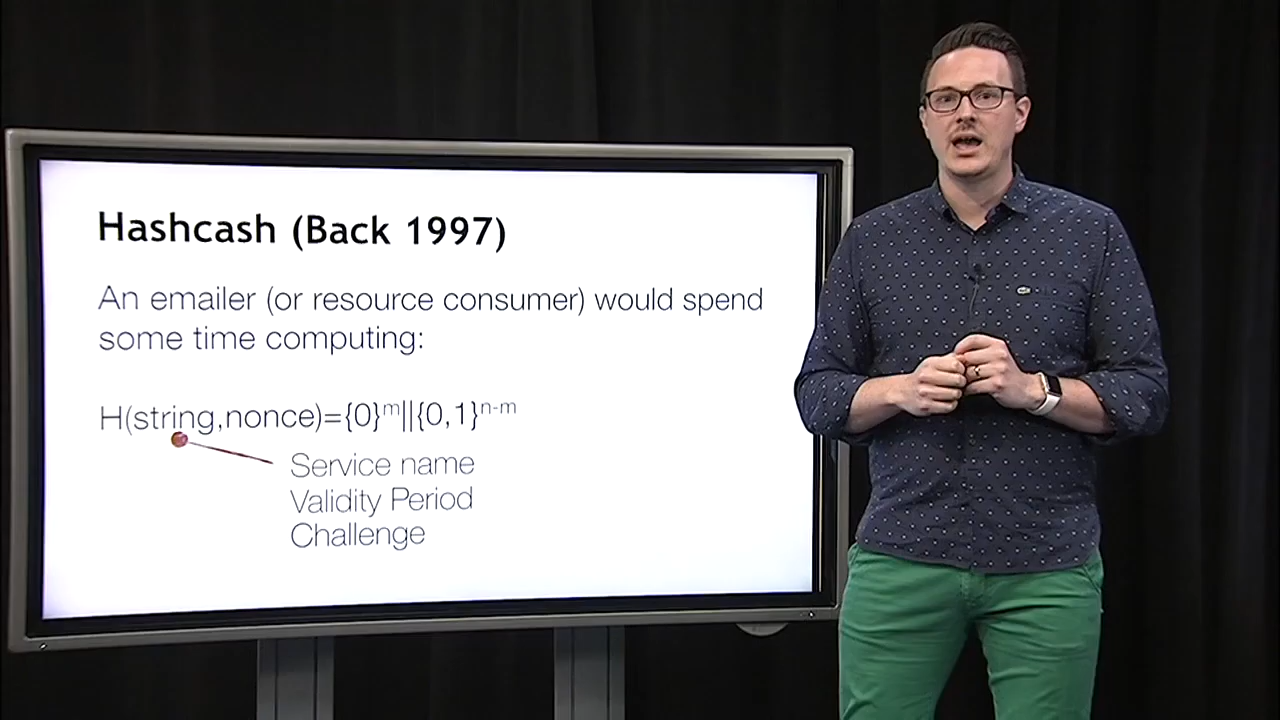 Hashcash (Back 1997)
An emailer (or resource consumer) would spend
some time computing:
H(string,nonce)={0}ᵐ||{0,1}ⁿ⁻ᵐ
Service name
Validity Period
Challenge